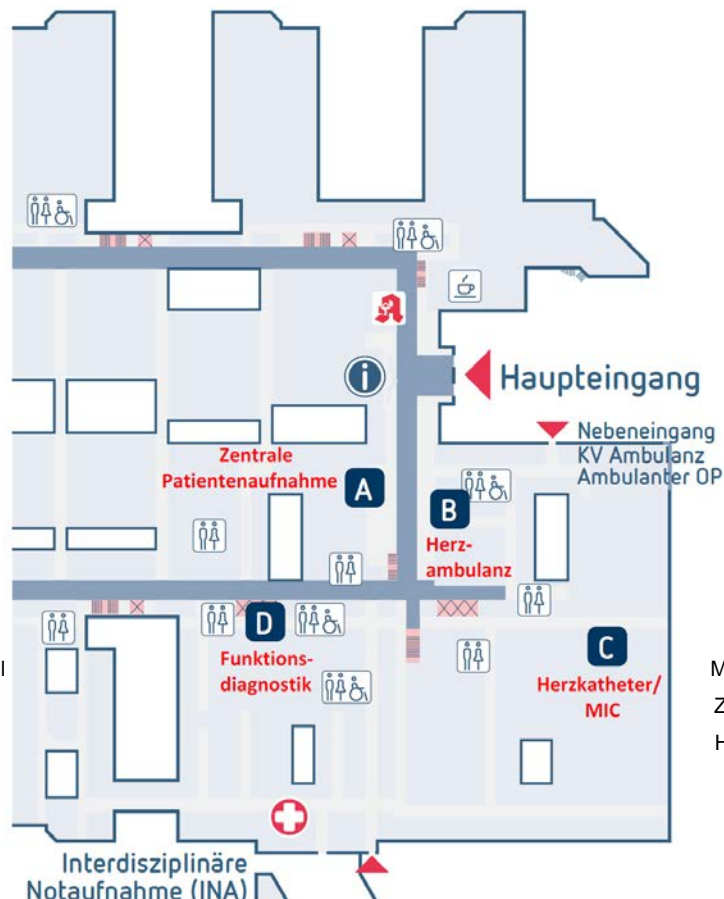 Haupteingang
Nebeneingang
KV Ambulanz
Ambulanter OP
Zentrale
Patientenaufnahme
A
B
Herz-
ambulanz
D
Funktions-
diagnostik
C
Herzkatheter/
MIC
M
Z
H
Interdisziplinäre
Notaufnahme (INA)